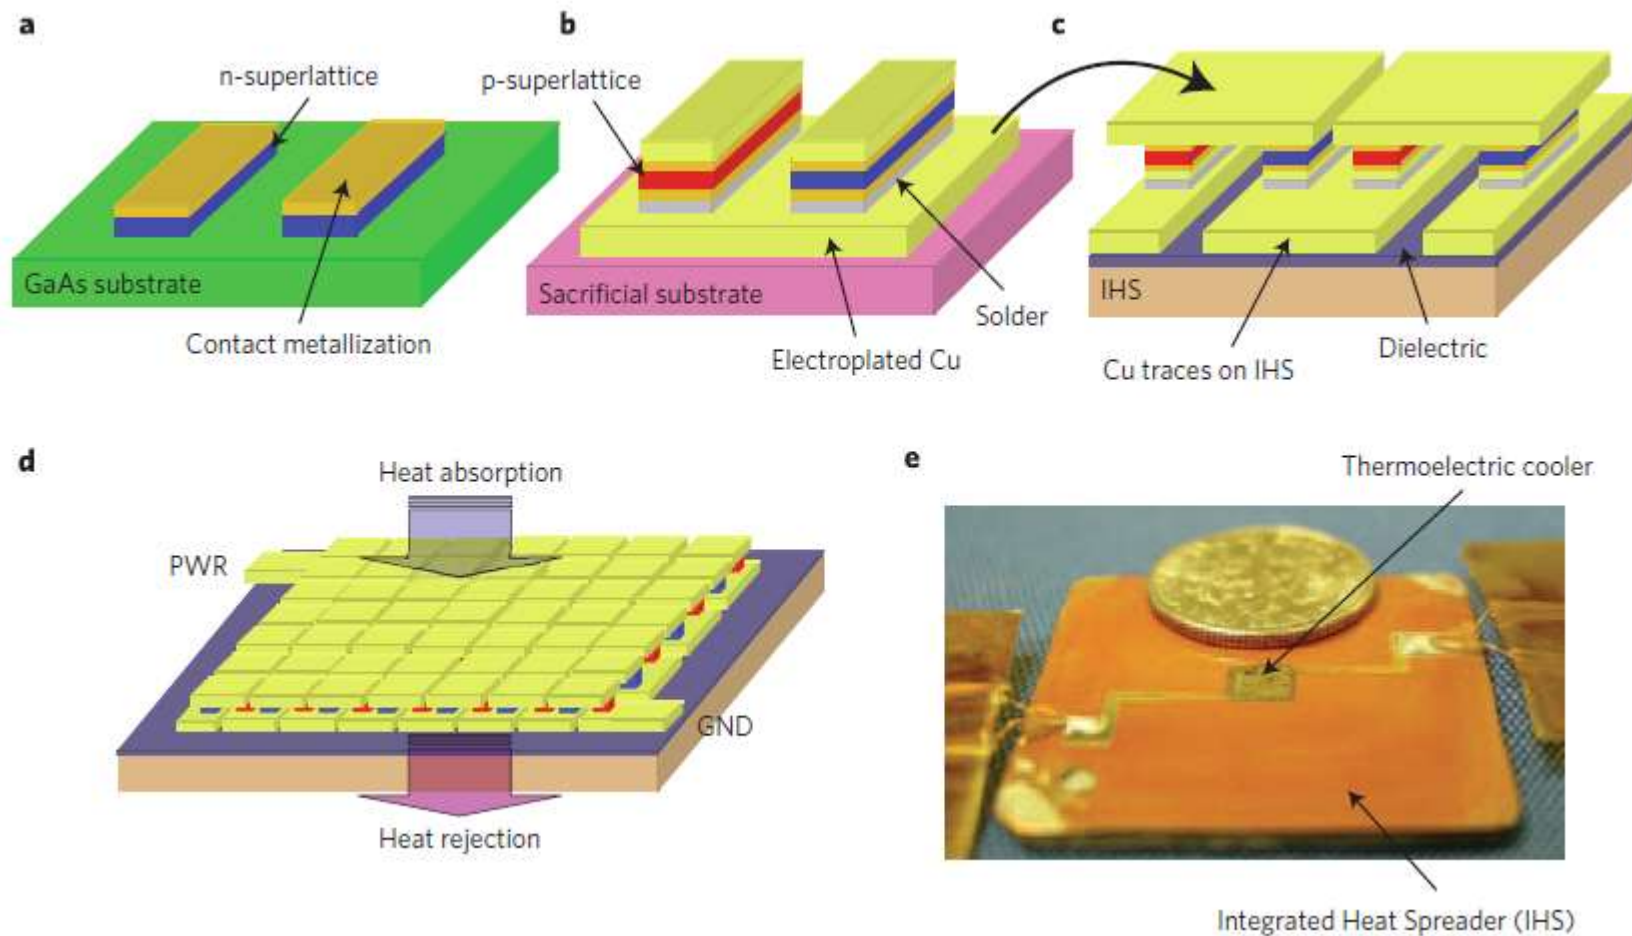 a
n-superlattice
GaAs substrate
Contact metallization
b
p-superlattice
Sacrificial substrate
Solder
Electroplated Cu
c
IHS
Dielectric
Cu traces on IHS
d
Heat absorption
PWR
GND
Heat rejection
e
Thermoelectric cooler
Integrated Heat Spreader (IHS)